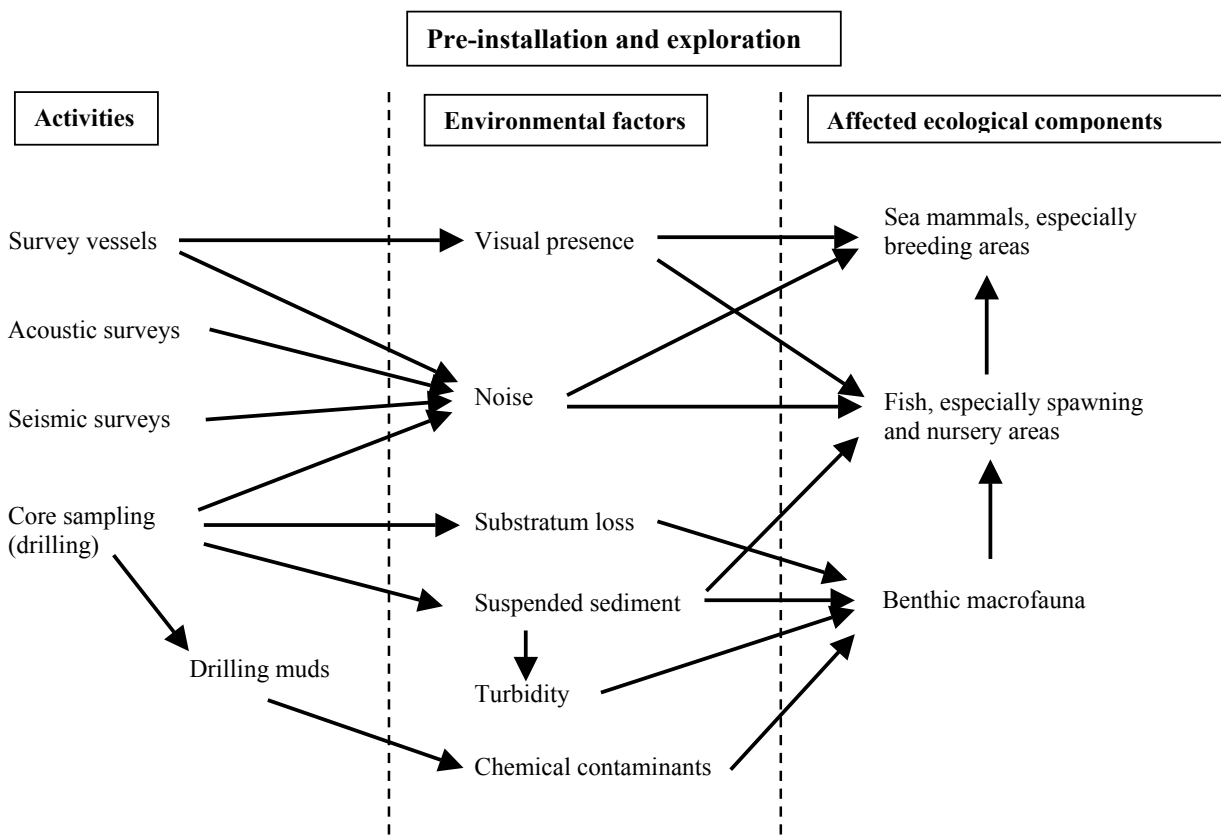 Pre-installation and exploration
Activities
Environmental factors
Affected ecological components
Survey vessels
Visual presence
Sea mammals, especially
breeding areas
Acoustic surveys
Noise
Seismic surveys
Fish, especially spawning
and nursery areas
Core sampling
(drilling)
Substratum loss
Suspended sediment
Benthic macrofauna
Drilling muds
Turbidity
Chemical contaminants